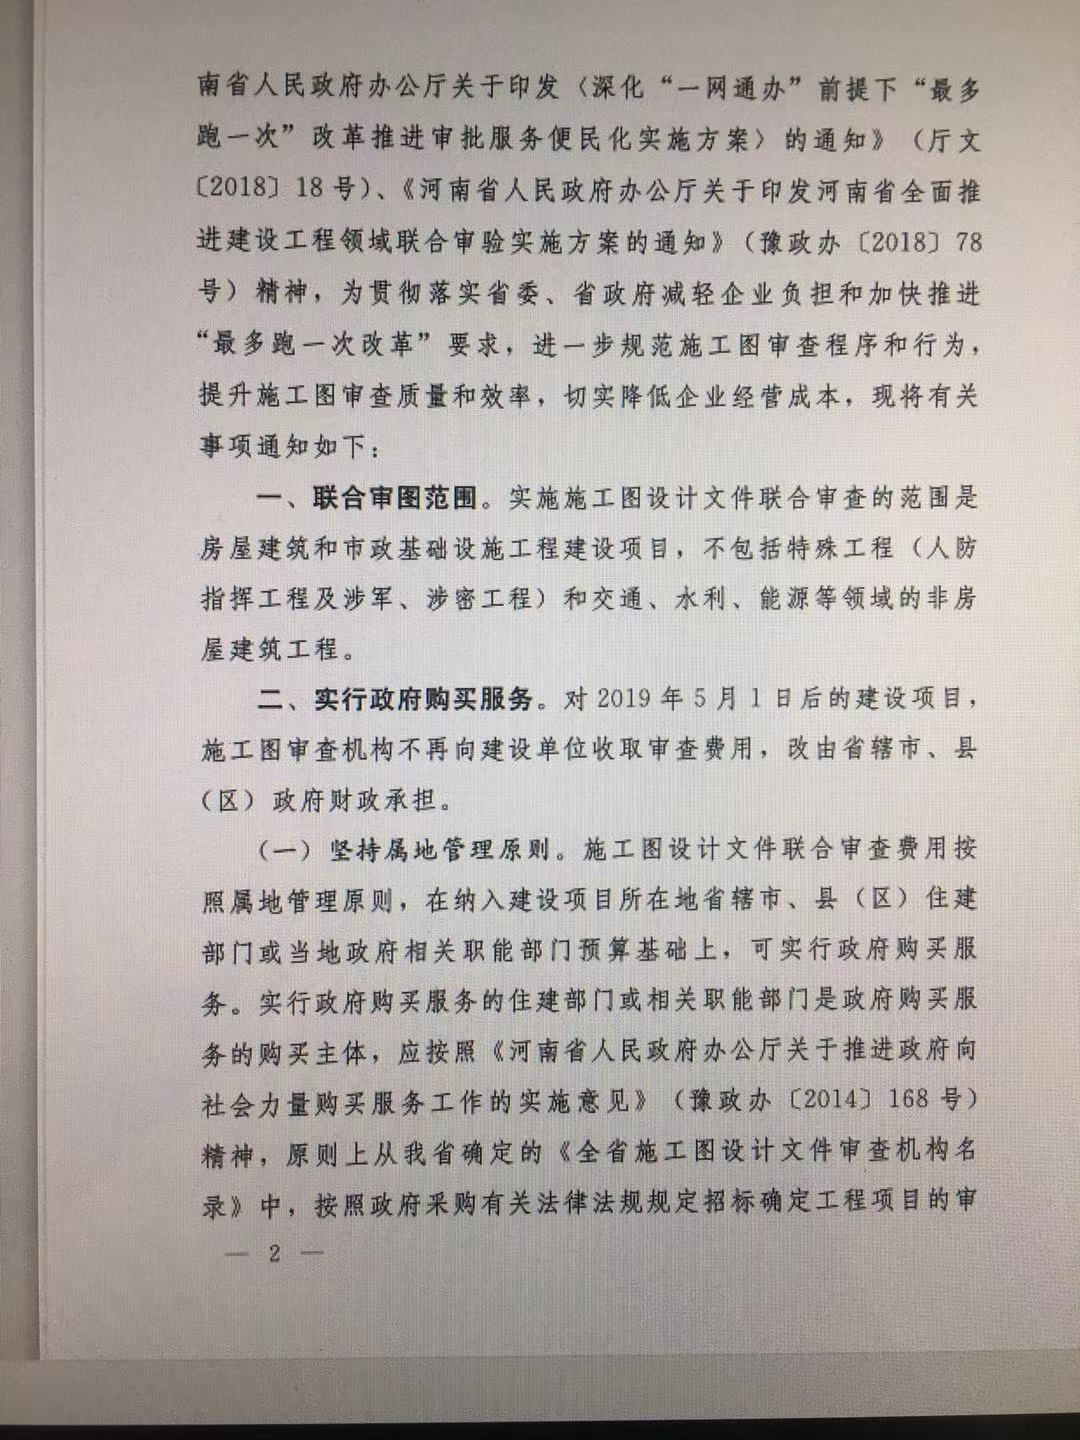 南省人民政府办公厅关于印发〈深化“一网通办”前提下“最多
跑一次”改革推进审批服务便民化实施方案〉的通知》（厅文
〔2018〕18号）、《河南省人民政府办公厅关于印发河南省全面推
进建设工程领域联合审验实施方案的通知》（豫政办〔2018〕78
号）精神，为贯彻落实省委、省政府减轻企业负担和加快推进
“最多跑一次改革”要求，进一步规范施工图审查程序和行为，
提升施工图审查质量和效率，切实降低企业经营成本，现将有关
事项通知如下：
一、联合审图范围。实施施工图设计文件联合审查的范围是
房屋建筑和市政基础设施工程建设项目，不包括特殊工程（人防
指挥工程及涉军、涉密工程）和交通、水利、能源等领域的非房
屋建筑工程。
二、实行政府购买服务。对2019年5月1日后的建设项目，
施工图审查机构不再向建设单位收取审查费用，改由省辖市、县
（区）政府财政承担。
（一）坚持属地管理原则。施工图设计文件联合审查费用按
照属地管理原则，在纳入建设项目所在地省辖市、县（区）住建
部门或当地政府相关职能部门预算基础上，可实行政府购买服
务。实行政府购买服务的住建部门或相关职能部门是政府购买服
务的购买主体，应按照《河南省人民政府办公厅关于推进政府向
社会力量购买服务工作的实施意见》（豫政办〔2014〕168号）
精神，原则上从我省确定的《全省施工图设计文件审查机构名
录》中，按照政府采购有关法律法规规定招标确定工程项目的审
— 2 —